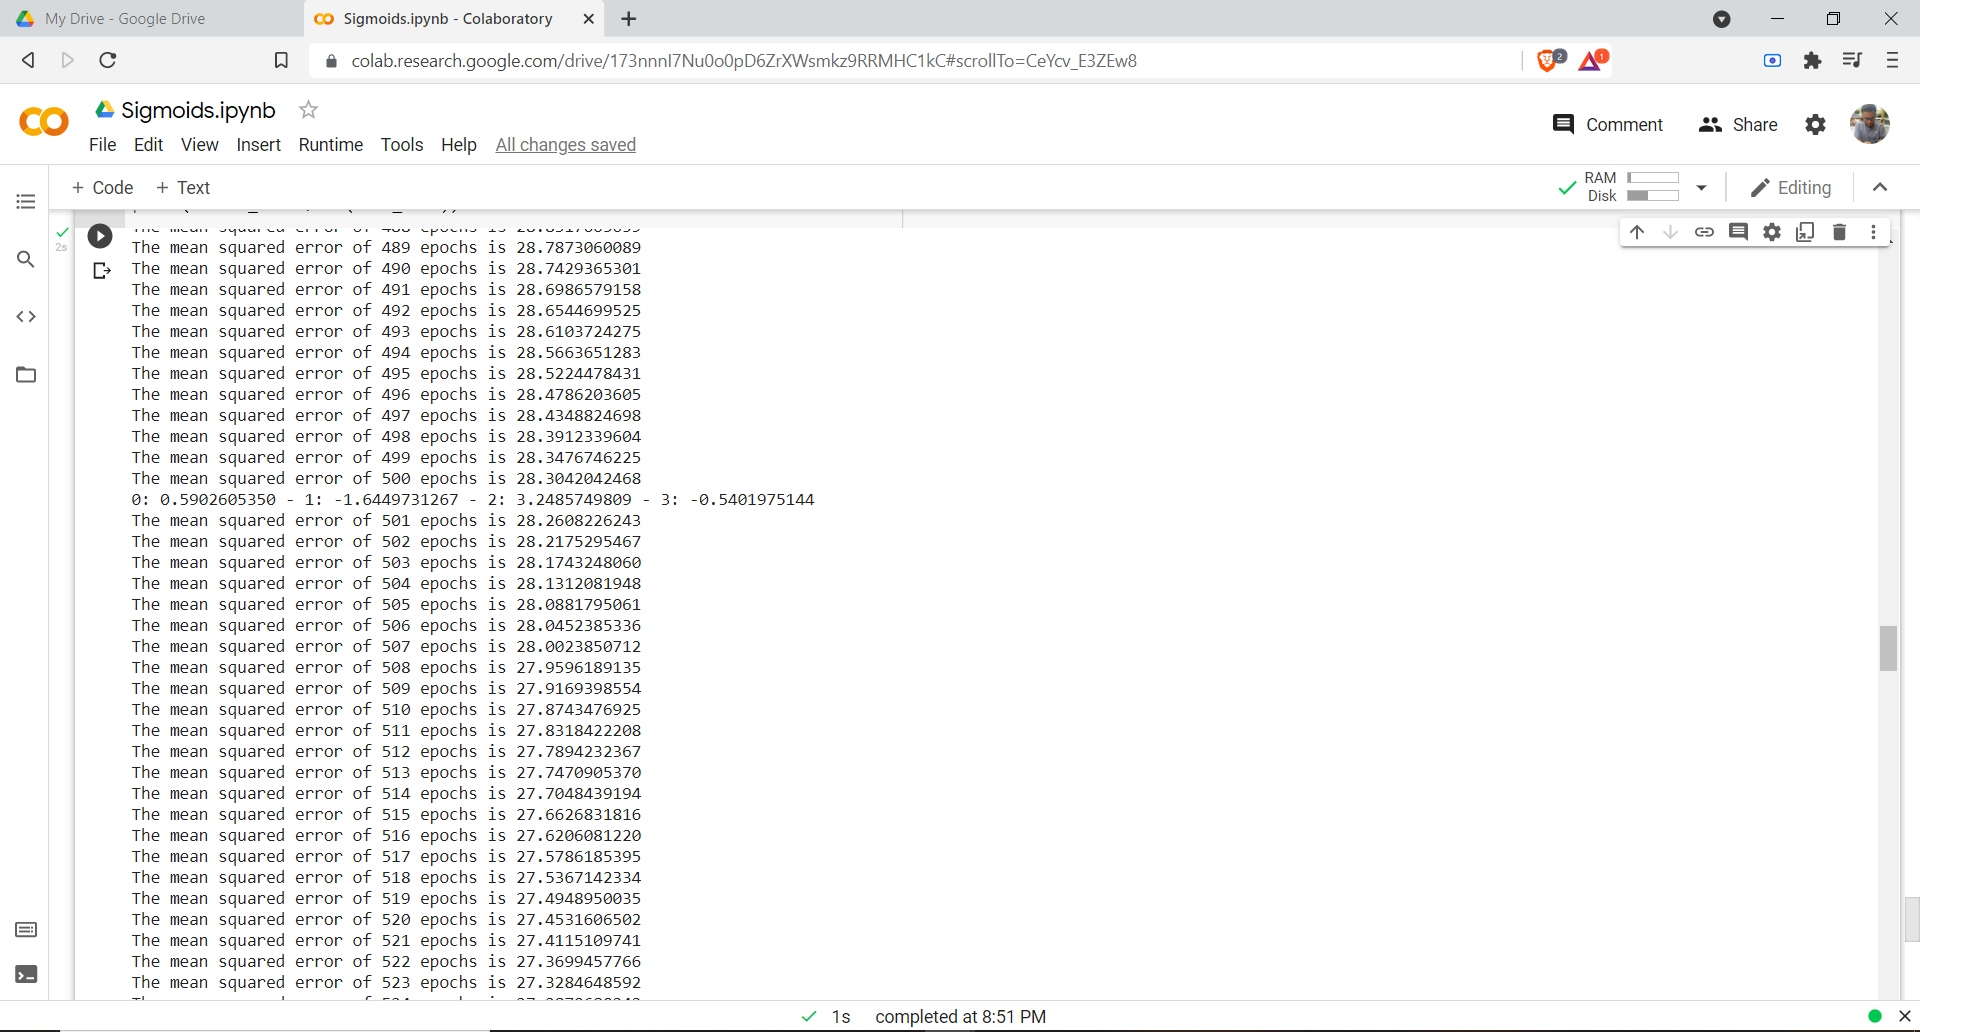 My Drive - Google Drive
Sigmoids.ipynb - Colaboratory
colab.research.google.com/drive/173nnnI7Nu0o0pD6ZrXWsmkz9RRMHC1kC#scrollTo=CeYcv_E3ZEw8
2
1
Sigmoids.ipynb
Comment
Share
File Edit View Insert Runtime Tools Help All changes saved
+ Code + Text
RAM
Disk
Editing
2s
The mean squared error of 489 epochs is 28.7873060089
The mean squared error of 490 epochs is 28.7429365301
The mean squared error of 491 epochs is 28.6986579158
The mean squared error of 492 epochs is 28.6544699525
The mean squared error of 493 epochs is 28.6103724275
The mean squared error of 494 epochs is 28.5663651283
The mean squared error of 495 epochs is 28.5224478431
The mean squared error of 496 epochs is 28.4786203605
The mean squared error of 497 epochs is 28.4348824698
The mean squared error of 498 epochs is 28.3912339604
The mean squared error of 499 epochs is 28.3476746225
The mean squared error of 500 epochs is 28.3042042468
0: 0.5902605350 - 1: -1.6449731267 - 2: 3.2485749809 - 3: -0.5401975144
The mean squared error of 501 epochs is 28.2608226243
The mean squared error of 502 epochs is 28.2175295467
The mean squared error of 503 epochs is 28.1743248060
The mean squared error of 504 epochs is 28.1312081948
The mean squared error of 505 epochs is 28.0881795061
The mean squared error of 506 epochs is 28.0452385336
The mean squared error of 507 epochs is 28.0023850712
The mean squared error of 508 epochs is 27.9596189135
The mean squared error of 509 epochs is 27.9169398554
The mean squared error of 510 epochs is 27.8743476925
The mean squared error of 511 epochs is 27.8318422208
The mean squared error of 512 epochs is 27.7894232367
The mean squared error of 513 epochs is 27.7470905370
The mean squared error of 514 epochs is 27.7048439194
The mean squared error of 515 epochs is 27.6626831816
The mean squared error of 516 epochs is 27.6206081220
The mean squared error of 517 epochs is 27.5786185395
The mean squared error of 518 epochs is 27.5367142334
The mean squared error of 519 epochs is 27.4948950035
The mean squared error of 520 epochs is 27.4531606502
The mean squared error of 521 epochs is 27.4115109741
The mean squared error of 522 epochs is 27.3699457766
The mean squared error of 523 epochs is 27.3284648592
1s completed at 8:51 PM